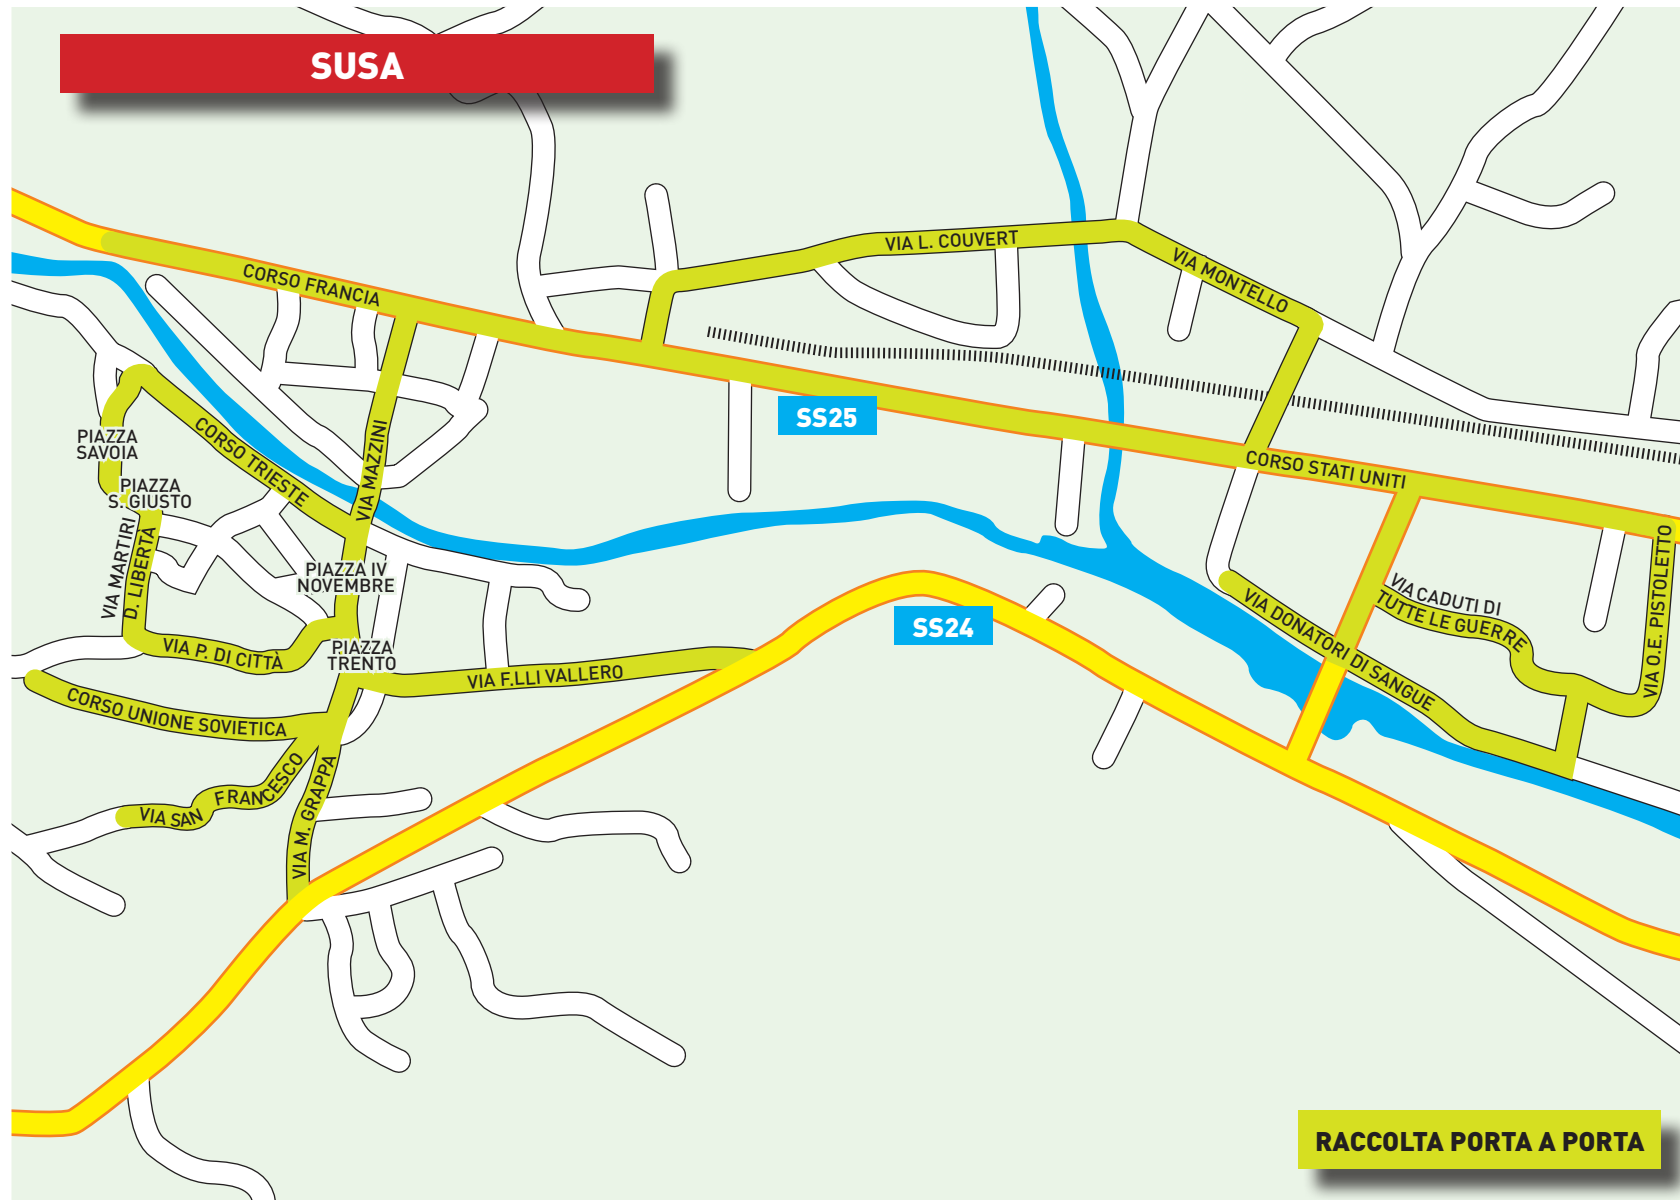 SUSA
VIA L. COUVERT
VIA MONTELLO
CORSO FRANCIA
SS25
PIAZZA
SAVOIA
CORSO TRIESTE
VIA MAZZINI
CORSO STATI UNITI
PIAZZA
S. GIUSTO
VIA MARTIRI
D. LIBERTÀ
PIAZZA IV
NOVEMBRE
VIA CADUTI DI
TUTTE LE GUERRE
VIA O.E. PISTOLETTO
VIA DONATORI DI SANGUE
SS24
VIA P. DI CITTÀ
PIAZZA
TRENTO
VIA F.LLI VALLERO
CORSO UNIONE SOVIETICA
VIA SAN FRANCESCO
VIA M. GRAPPA
RACCOLTA PORTA A PORTA